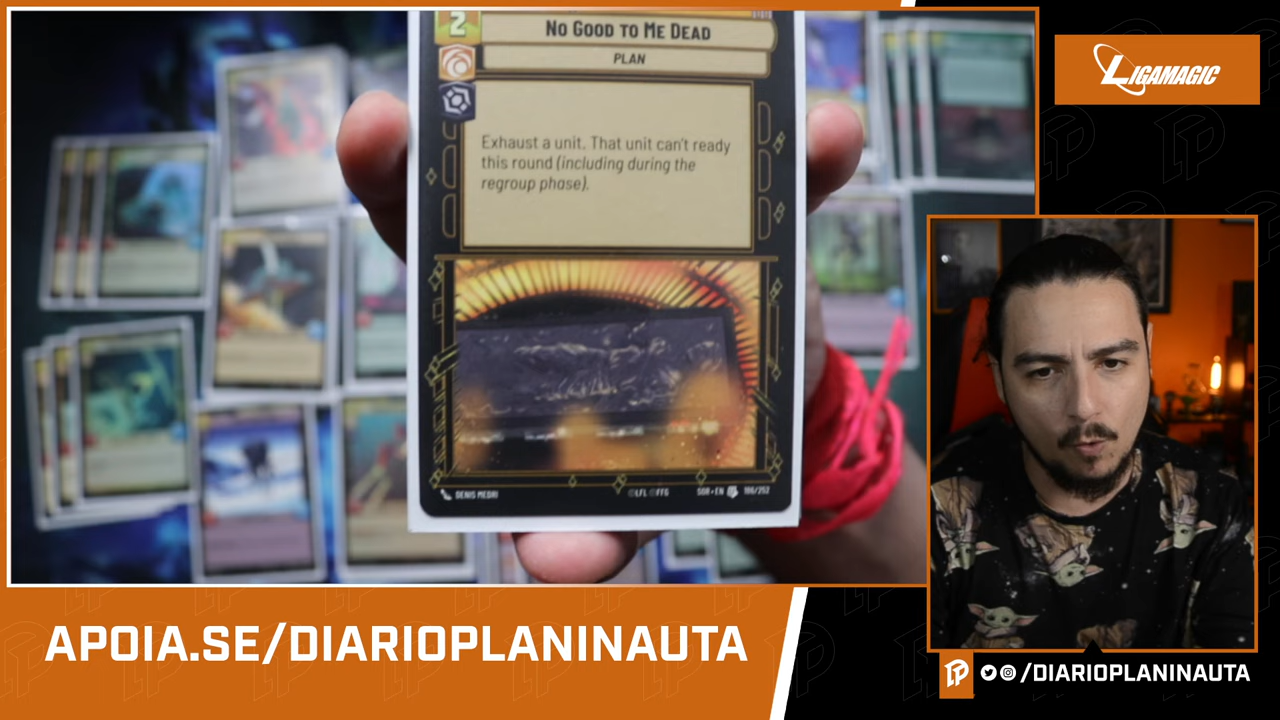 2
NO GOOD TO ME DEAD
PLAN
Exhaust a unit. That unit can't ready
this round (including during the
regroup phase).
DENIS MEDRI
©LFL ©FFG
SOR • EN
186/252
LIGAMAGIC
APOIA.SE/DIARIOPLANINAUTA
/DIARIOPLANINAUTA